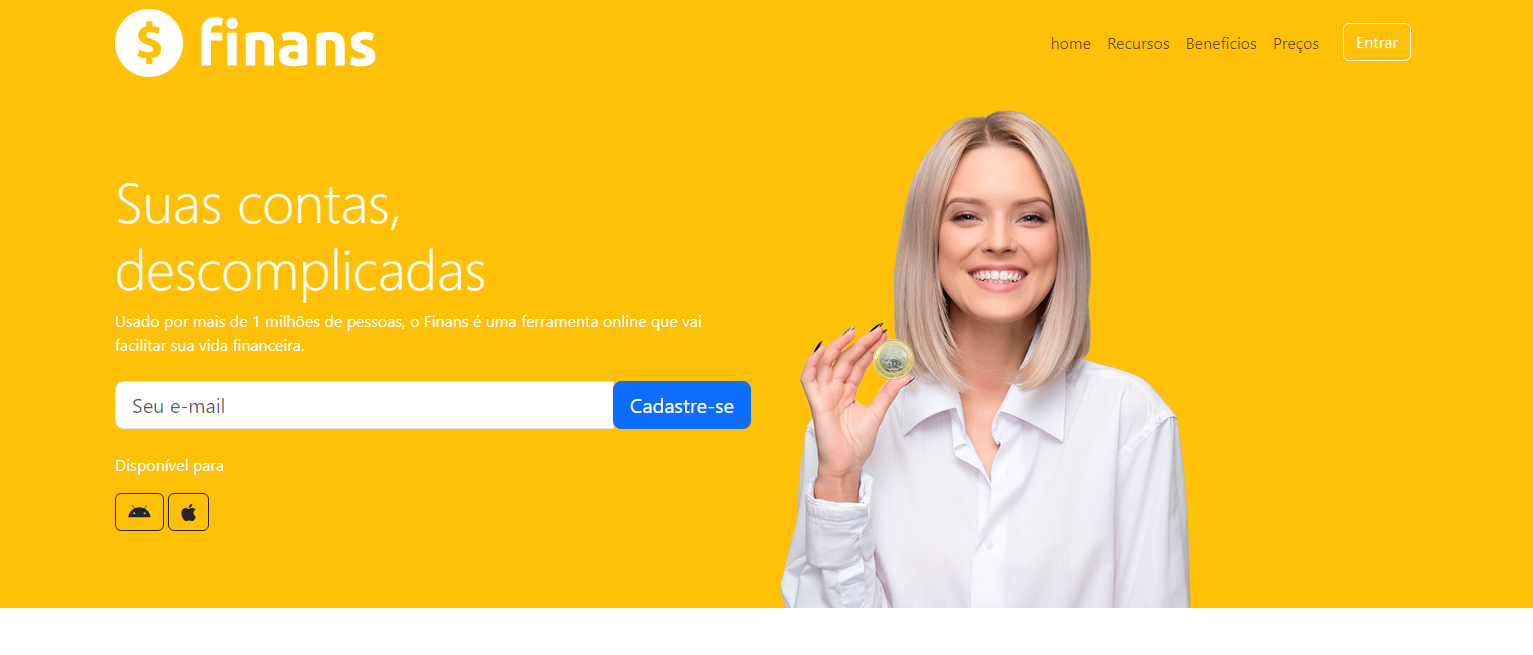 $ finans
home Recursos Beneficios Preços Entrar
Suas contas,
descomplicadas
Usado por mais de 1 milhões de pessoas, o Finans é uma ferramenta online que vai
facilitar sua vida financeira.
Seu e-mail Cadastre-se
Disponível para